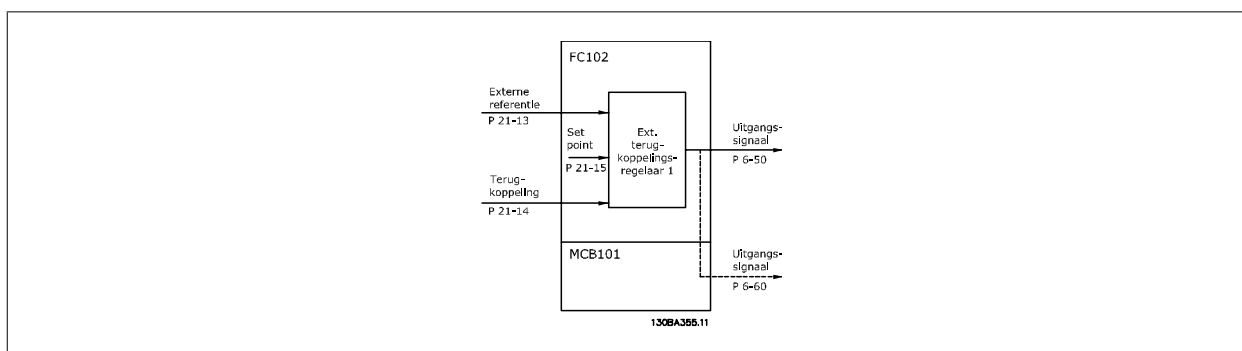 FC102
Externe
referentie
P 21-13
Set
point
P 21-15
Ext.
terug-
koppelings-
regelaar 1
Uitgangs-
signaal
P 6-50
Terug-
koppeling
P 21-14
MCB101
Uitgangs-
signaal
P 6-60
130BA355.11